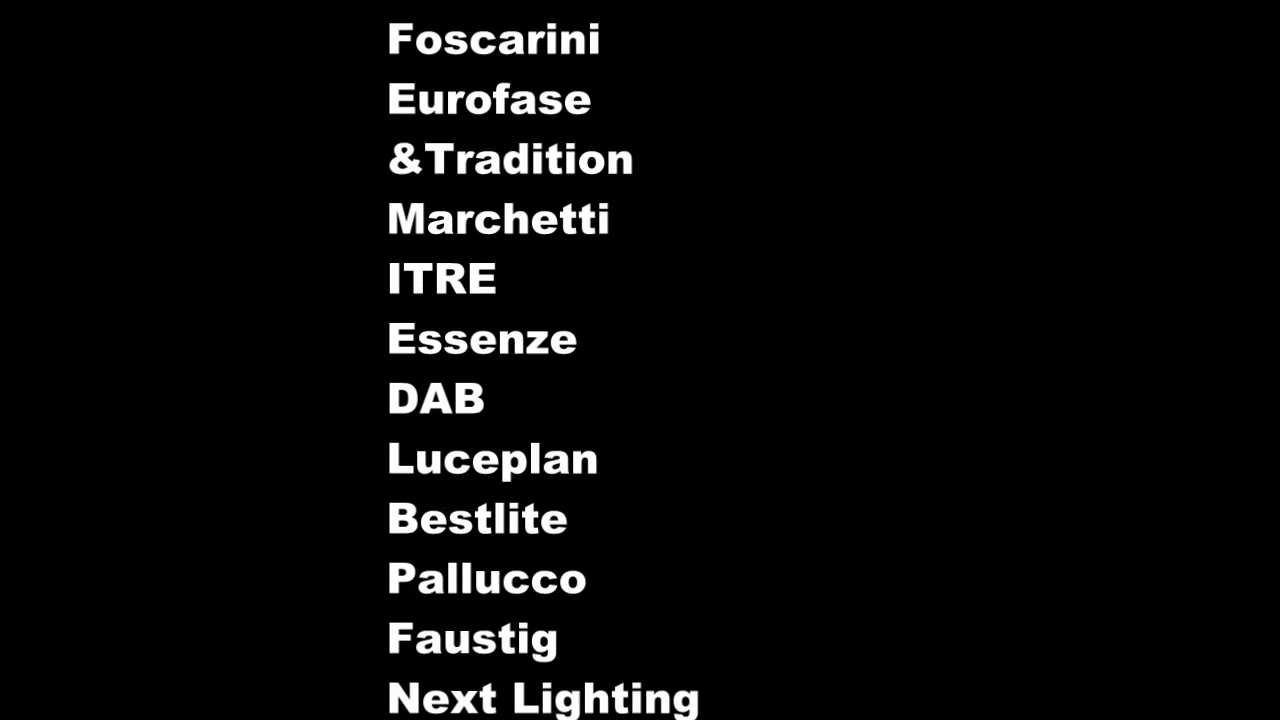 Foscarini
Eurofase
&Tradition
Marchetti
ITRE
Essenze
DAB
Luceplan
Bestlite
Pallucco
Faustig
Next Lighting